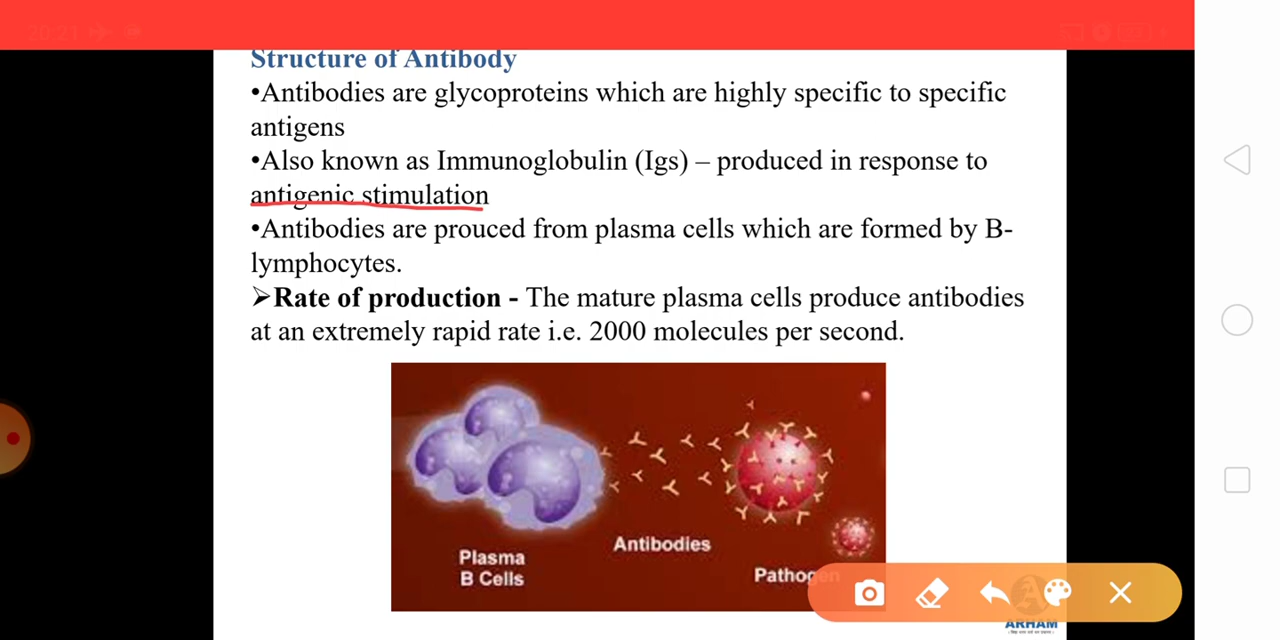 Structure of Antibody
•Antibodies are glycoproteins which are highly specific to specific
antigens
•Also known as Immunoglobulin (Igs) – produced in response to
antigenic stimulation
•Antibodies are prouced from plasma cells which are formed by B-
lymphocytes.
➢Rate of production - The mature plasma cells produce antibodies
at an extremely rapid rate i.e. 2000 molecules per second.
Plasma
B Cells
Antibodies
Pathogen
ARHAM